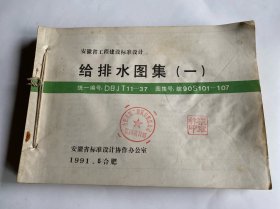 安徽省工程建设标准设计
给排水图集(一)
统一编号:DBJT11—37 图集号:皖90S101—107
安徽省标准设计协作办公室
1991.5合肥